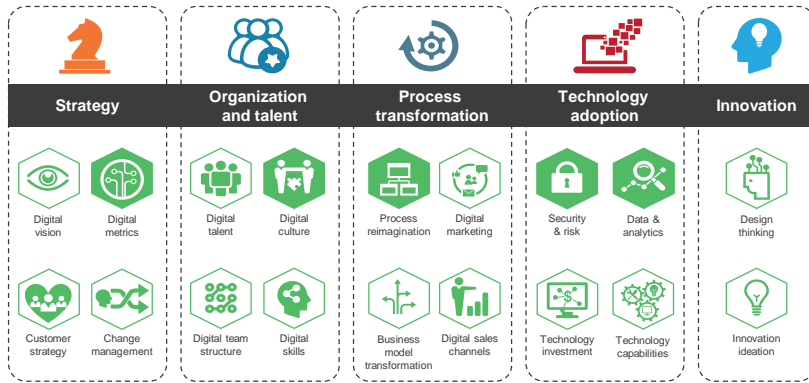 Strategy
Organization
and talent
Process
transformation
Technology
adoption
Innovation
Digital
vision
Digital
metrics
Digital
talent
Digital
culture
Process
reimagination
Digital
marketing
Security
& risk
Data &
analytics
Design
thinking
Customer
strategy
Change
management
Digital team
structure
Digital
skills
Business
model
transformation
Digital sales
channels
Technology
investment
Technology
capabilities
Innovation
ideation